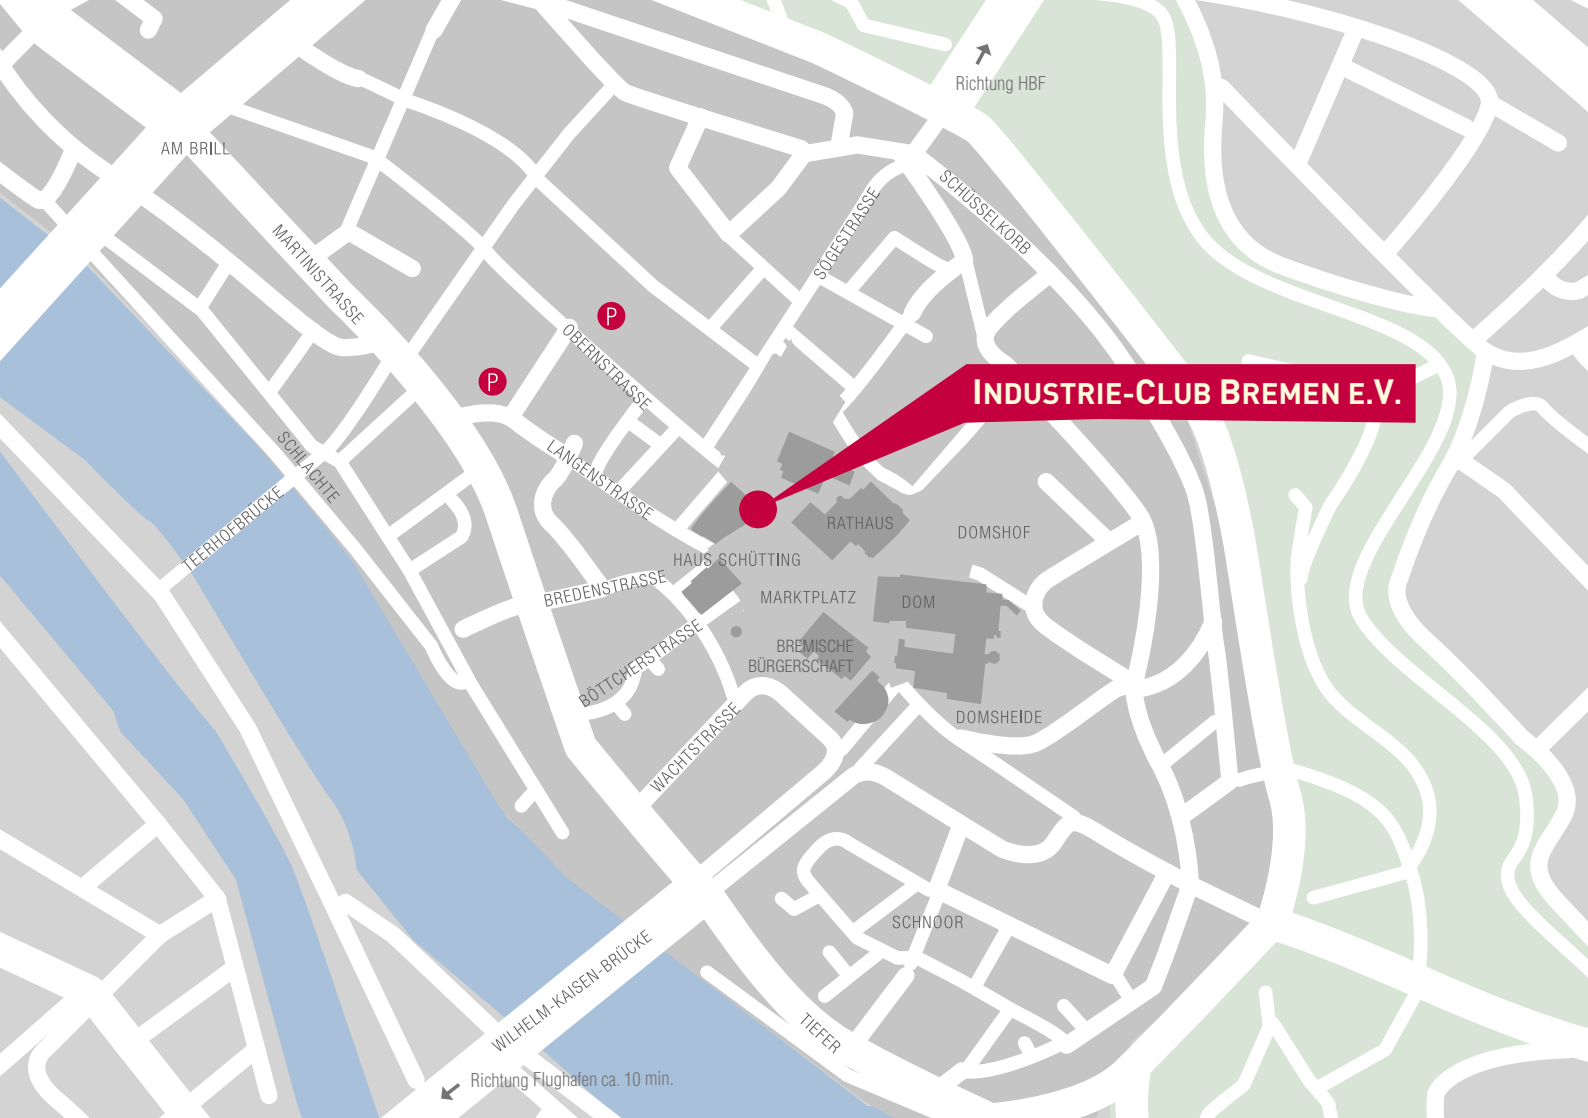 Richtung HBF
AM BRILL
SCHÜSSELKORB
SÖGESTRASSE
MARTINISTRASSE
P
OBERNSTRASSE
P
INDUSTRIE-CLUB BREMEN E.V.
SCHLACHTE
LANGENSTRASSE
TEERHOFBRÜCKE
RATHAUS
DOMSHOF
HAUS SCHÜTTING
BREDENSTRASSE
MARKTPLATZ
DOM
BÖTTCHERSTRASSE
BREMISCHE
BÜRGERSCHAFT
WACHTSTRASSE
DOMSHEIDE
SCHNOOR
WILHELM-KAISEN-BRÜCKE
TIEFER
Richtung Flughafen ca. 10 min.